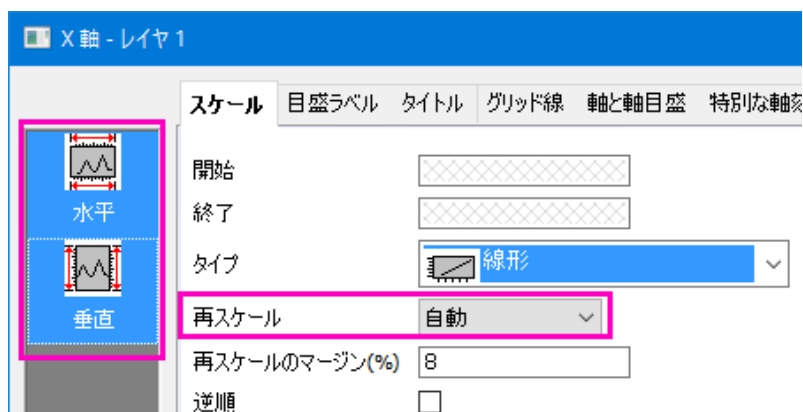 X 軸 - レイヤ 1
スケール 目盛ラベル タイトル グリッド線 軸と軸目盛 特別な軸刻
水平
垂直
開始
終了
タイプ 線形
再スケール 自動
再スケールのマージン(%) 8
逆順